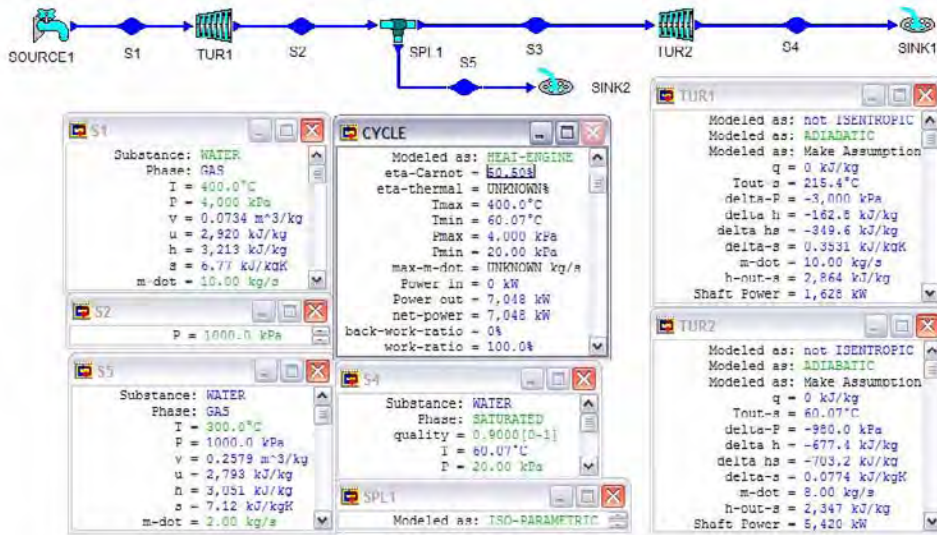 SOURCE1
S1
TUR1
S2
SPL1
S3
TUR2
S4
SINK1
S5
SINK2
S1
Substance: WATER
Phase: GAS
T = 400.0°C
P = 4,000 kPa
v = 0.0734 m^3/kg
u = 2,920 kJ/kg
h = 3,213 kJ/kg
s = 6.77 kJ/kgK
m-dot = 10.00 kg/s
S2
P = 1000.0 kPa
S5
Substance: WATER
Phase: GAS
T = 300.0°C
P = 1000.0 kPa
v = 0.2579 m^3/kg
u = 2,793 kJ/kg
h = 3,051 kJ/kg
s = 7.12 kJ/kgK
m-dot = 2.00 kg/s
CYCLE
Modeled as: HEAT-ENGINE
eta-Carnot = 50.50%
eta-thermal = UNKNOWN%
Tmax = 400.0°C
Tmin = 60.07°C
Pmax = 4,000 kPa
Pmin = 20.00 kPa
max-m-dot = UNKNOWN kg/s
Power in = 0 kW
Power out = 7,048 kW
net-power = 7,048 kW
back-work-ratio = 0%
work-ratio = 100.0%
S4
Substance: WATER
Phase: SATURATED
quality = 0.9000[0-1]
T = 60.07°C
P = 20.00 kPa
SPL1
Modeled as: ISO-PARAMETRIC
TUR1
Modeled as: not ISENTROPIC
Modeled as: ADIABATIC
Modeled as: Make Assumption
q = 0 kJ/kg
Tout-s = 215.4°C
delta-P = -3,000 kPa
delta h = -162.8 kJ/kg
delta hs = -349.6 kJ/kg
delta-s = 0.3531 kJ/kgK
m-dot = 10.00 kg/s
h-out-s = 2,864 kJ/kg
Shaft Power = 1,628 kW
TUR2
Modeled as: not ISENTROPIC
Modeled as: ADIABATIC
Modeled as: Make Assumption
q = 0 kJ/kg
Tout-s = 60.07°C
delta-P = -980.0 kPa
delta h = -677.4 kJ/kg
delta hs = -703.2 kJ/kg
delta-s = 0.0774 kJ/kgK
m-dot = 8.00 kg/s
h-out-s = 2,347 kJ/kg
Shaft Power = 5,420 kW